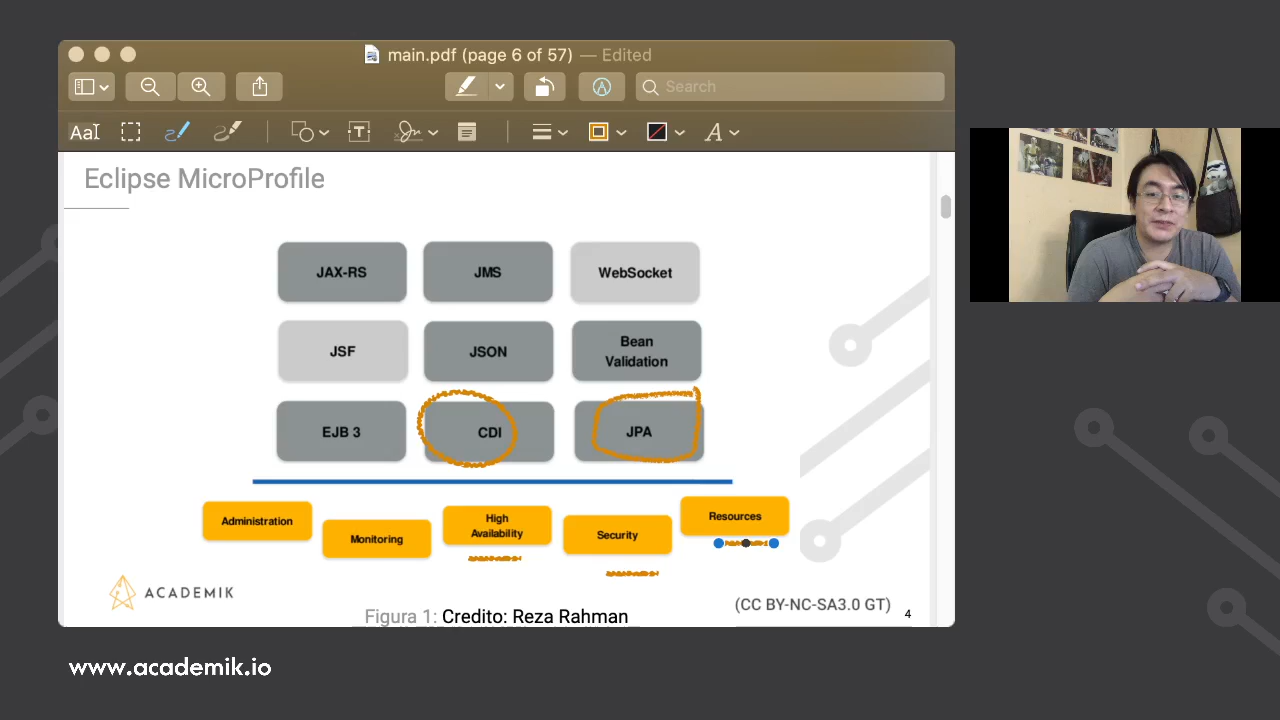 main.pdf (page 6 of 57) — Edited
Search
AaI
T
A
A
Eclipse MicroProfile
JAX-RS
JMS
WebSocket
JSF
JSON
Bean
Validation
EJB 3
CDI
JPA
Administration
Monitoring
High
Availability
Security
Resources
ACADEMIK
(CC BY-NC-SA3.0 GT)
4
Figura 1: Credito: Reza Rahman
www.academik.io